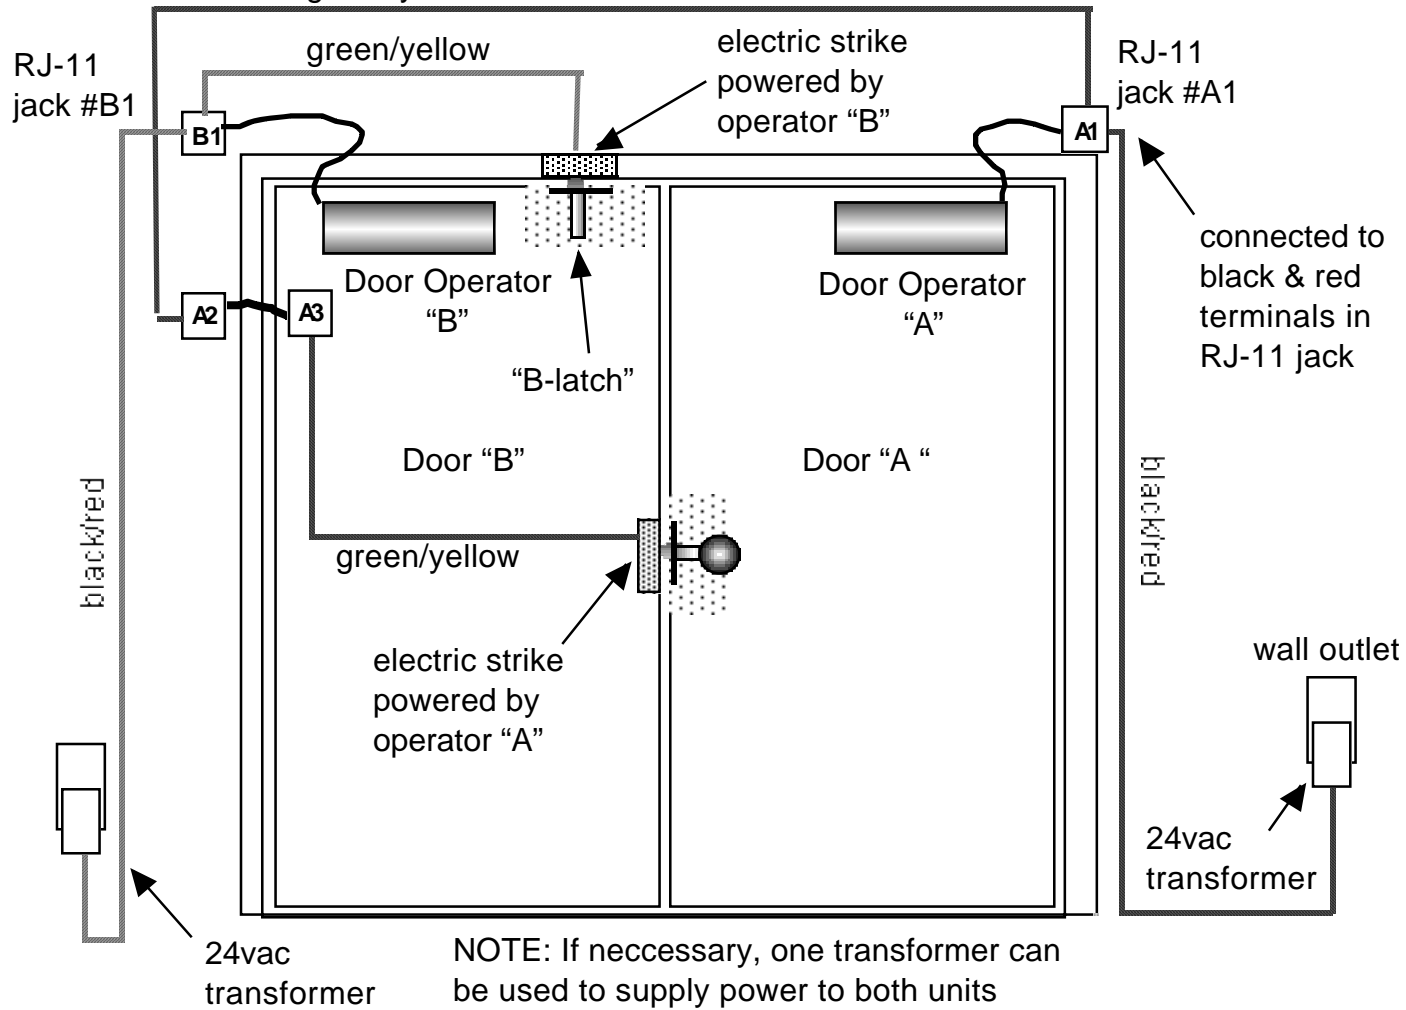 green/yellow
electric strike
powered by
operator “B”
RJ-11
jack #B1
RJ-11
jack #A1
B1
A1
connected to
black & red
terminals in
RJ-11 jack
Door Operator
“B”
Door Operator
“A”
A2
A3
“B-latch”
Door “B”
Door “A “
black/red
black/red
green/yellow
electric strike
powered by
operator “A”
wall outlet
24vac
transformer
24vac
transformer
NOTE: If neccessary, one transformer can
be used to supply power to both units